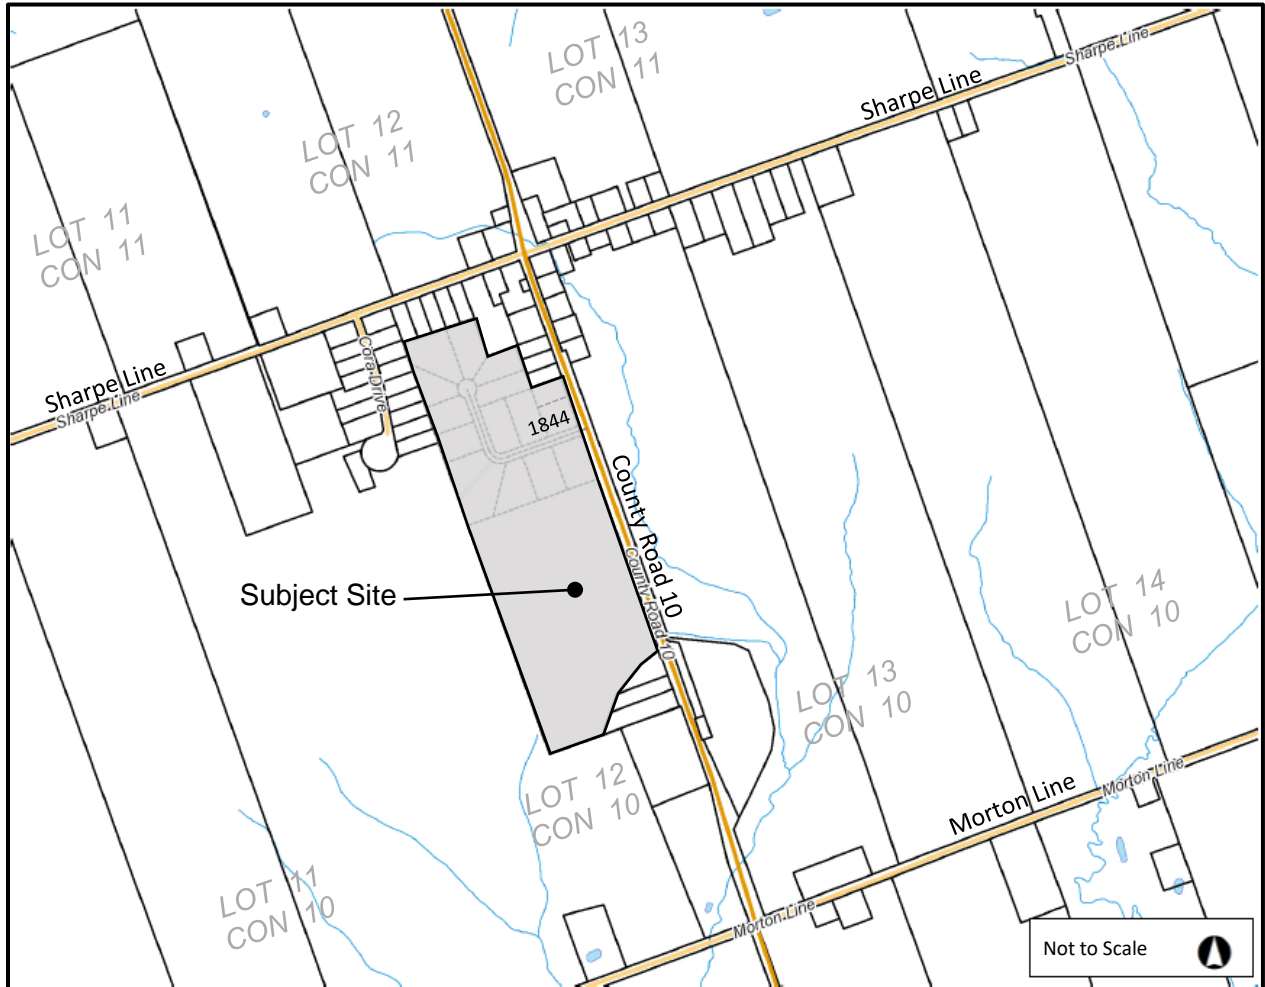 LOT 13
CON 11
Sharpe Line
Sharpe Line
LOT 12
CON 11
LOT 11
CON 11
Sharpe Line
Sharpe Line
Cora Drive
1844
County Road 10
County Road 10
Subject Site
LOT 14
CON 10
LOT 13
CON 10
LOT 12
CON 10
Morton Line
Morton Line
LOT 11
CON 10
Morton Line
Not to Scale